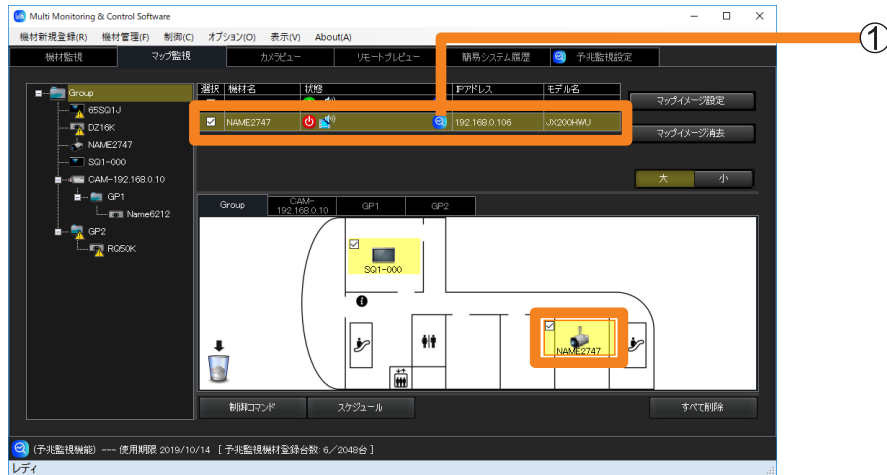 Multi Monitoring & Control Software
機材新規登録(R) 機材管理(F) 制御(C) オプション(O) 表示(V) About(A)
機材監視 マップ監視 カメラビュー リモートプレビュー 簡易システム履歴 予兆監視設定
①
Group
65SQ1J
DZ16K
NAME2747
SQ1-000
CAM-192.168.0.10
GP1
Name6212
GP2
RQ50K
選択 機材名 状態 IPアドレス モデル名
NAME2747 192.168.0.106 JX200HWU
マップイメージ設定
マップイメージ消去
大 小
Group CAM-192.168.0.10 GP1 GP2
SQ1-000
NAME2747
制御コマンド スケジュール すべて削除
(予兆監視機能) --- 使用期限 2019/10/14 [ 予兆監視機材登録台数: 6/2048台 ]
レディ